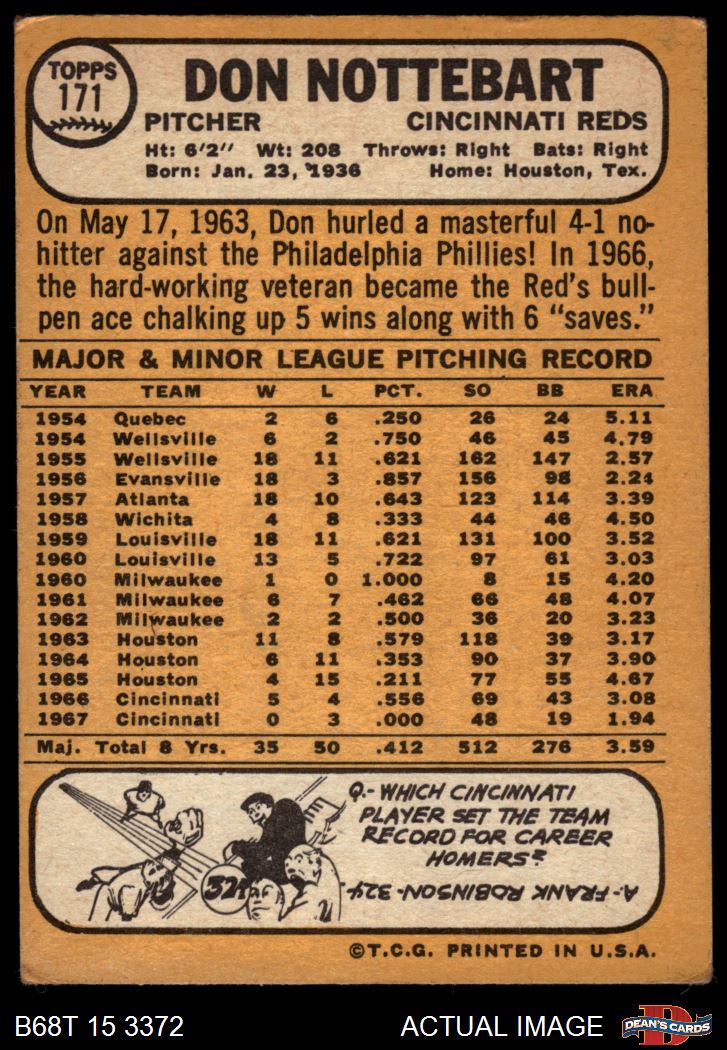 TOPPS
171
DON NOTTEBART
PITCHER CINCINNATI REDS
Ht: 6'2" Wt: 208 Throws: Right Bats: Right
Born: Jan. 23, 1936 Home: Houston, Tex.
On May 17, 1963, Don hurled a masterful 4-1 no-
hitter against the Philadelphia Phillies! In 1966,
the hard-working veteran became the Red's bull-
pen ace chalking up 5 wins along with 6 "saves."
MAJOR & MINOR LEAGUE PITCHING RECORD
YEAR TEAM W L PCT. SO BB ERA
1954 Quebec 2 6 .250 26 24 5.11
1954 Wellsville 6 2 .750 46 45 4.79
1955 Wellsville 18 11 .621 162 147 2.57
1956 Evansville 18 3 .857 156 98 2.24
1957 Atlanta 18 10 .643 123 114 3.39
1958 Wichita 4 8 .333 44 46 4.50
1959 Louisville 18 11 .621 131 100 3.52
1960 Louisville 13 5 .722 97 61 3.03
1960 Milwaukee 1 0 1.000 8 15 4.20
1961 Milwaukee 6 7 .462 66 48 4.07
1962 Milwaukee 2 2 .500 36 20 3.23
1963 Houston 11 8 .579 118 39 3.17
1964 Houston 6 11 .353 90 37 3.90
1965 Houston 4 15 .211 77 55 4.67
1966 Cincinnati 5 4 .556 69 43 3.08
1967 Cincinnati 0 3 .000 48 19 1.94
Maj. Total 8 Yrs. 35 50 .412 512 276 3.59
Q.- WHICH CINCINNATI
PLAYER SET THE TEAM
RECORD FOR CAREER
HOMERS?
A.- FRANK ROBINSON-324.
324
©T.C.G. PRINTED IN U.S.A.
B68T 15 3372 ACTUAL IMAGE
D
DEAN'S CARDS